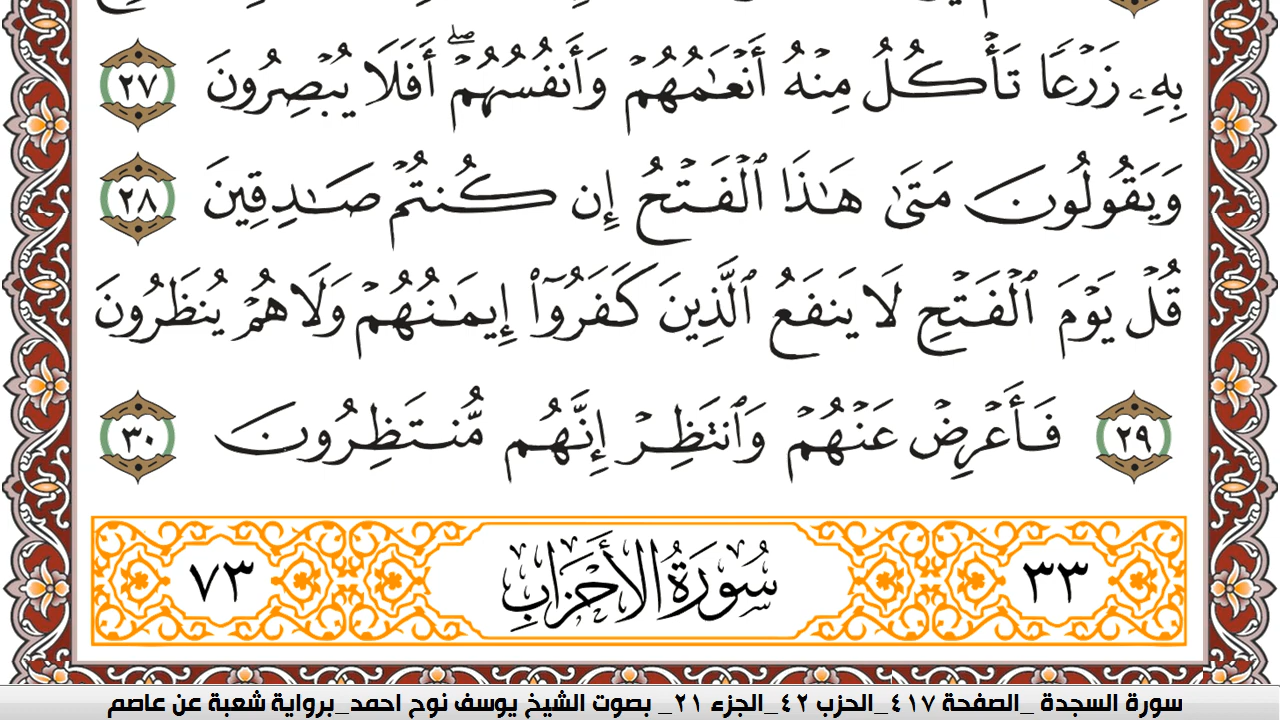 بِهِۦ زَرْعًا تَأْكُلُ مِنْهُ أَنْعَٰمُهُمْ وَأَنفُسُهُمْ ۖ أَفَلَا يُبْصِرُونَ ٢٧
وَيَقُولُونَ مَتَىٰ هَٰذَا ٱلْفَتْحُ إِن كُنتُمْ صَٰدِقِينَ ٢٨
قُلْ يَوْمَ ٱلْفَتْحِ لَا يَنفَعُ ٱلَّذِينَ كَفَرُوٓا۟ إِيمَٰنُهُمْ وَلَا هُمْ يُنظَرُونَ
٢٩ فَأَعْرِضْ عَنْهُمْ وَٱنتَظِرْ إِنَّهُم مُّنتَظِرُونَ ٣٠
٣٣ سُورَةُ الأَحْزَابِ ٧٣
سورة السجدة _الصفحة ٤١٧_الحزب ٤٢_الجزء ٢١_ بصوت الشيخ يوسف نوح احمد_برواية شعبة عن عاصم